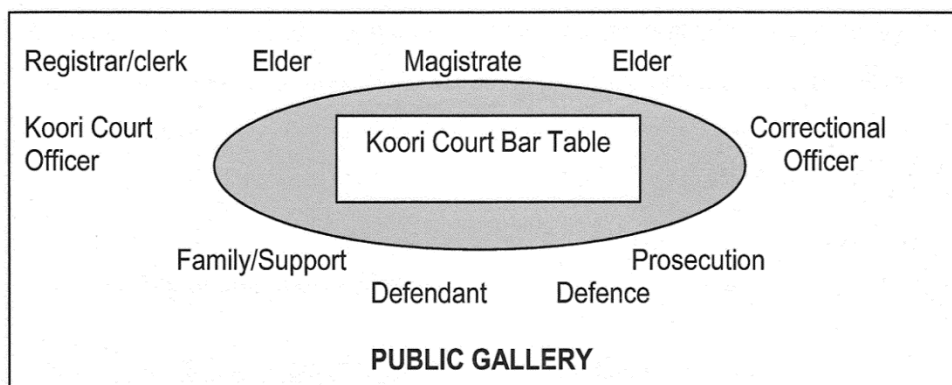 Registrar/clerk Elder Magistrate Elder
Koori Court
Officer
Koori Court Bar Table
Correctional
Officer
Family/Support
Prosecution
Defendant
Defence
PUBLIC GALLERY